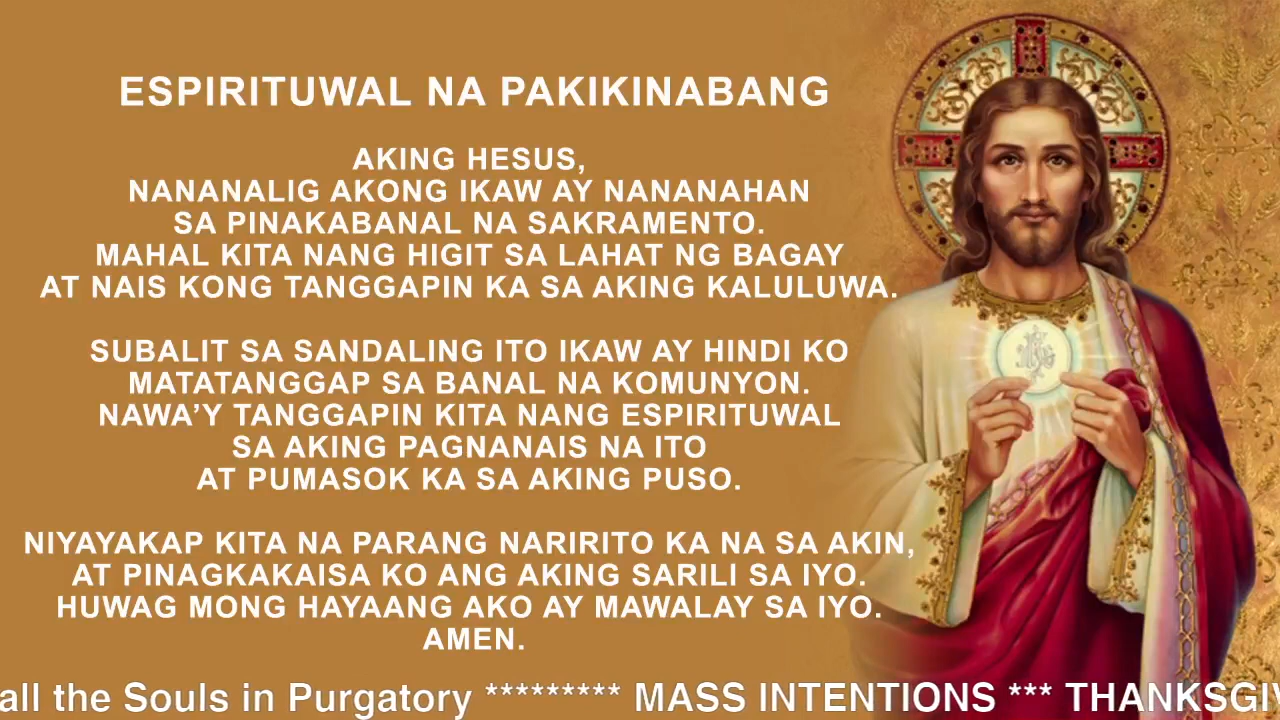 ESPIRITUWAL NA PAKIKINABANG
AKING HESUS,
NANANALIG AKONG IKAW AY NANANAHAN
SA PINAKABANAL NA SAKRAMENTO.
MAHAL KITA NANG HIGIT SA LAHAT NG BAGAY
AT NAIS KONG TANGGAPIN KA SA AKING KALULUWA.
SUBALIT SA SANDALING ITO IKAW AY HINDI KO
MATATANGGAP SA BANAL NA KOMUNYON.
NAWA'Y TANGGAPIN KITA NANG ESPIRITUWAL
SA AKING PAGNANAIS NA ITO
AT PUMASOK KA SA AKING PUSO.
NIYAYAKAP KITA NA PARANG NARIRITO KA NA SA AKIN,
AT PINAGKAKAISA KO ANG AKING SARILI SA IYO.
HUWAG MONG HAYAANG AKO AY MAWALAY SA IYO.
AMEN.
all the Souls in Purgatory ********* MASS INTENTIONS *** THANKSGIV